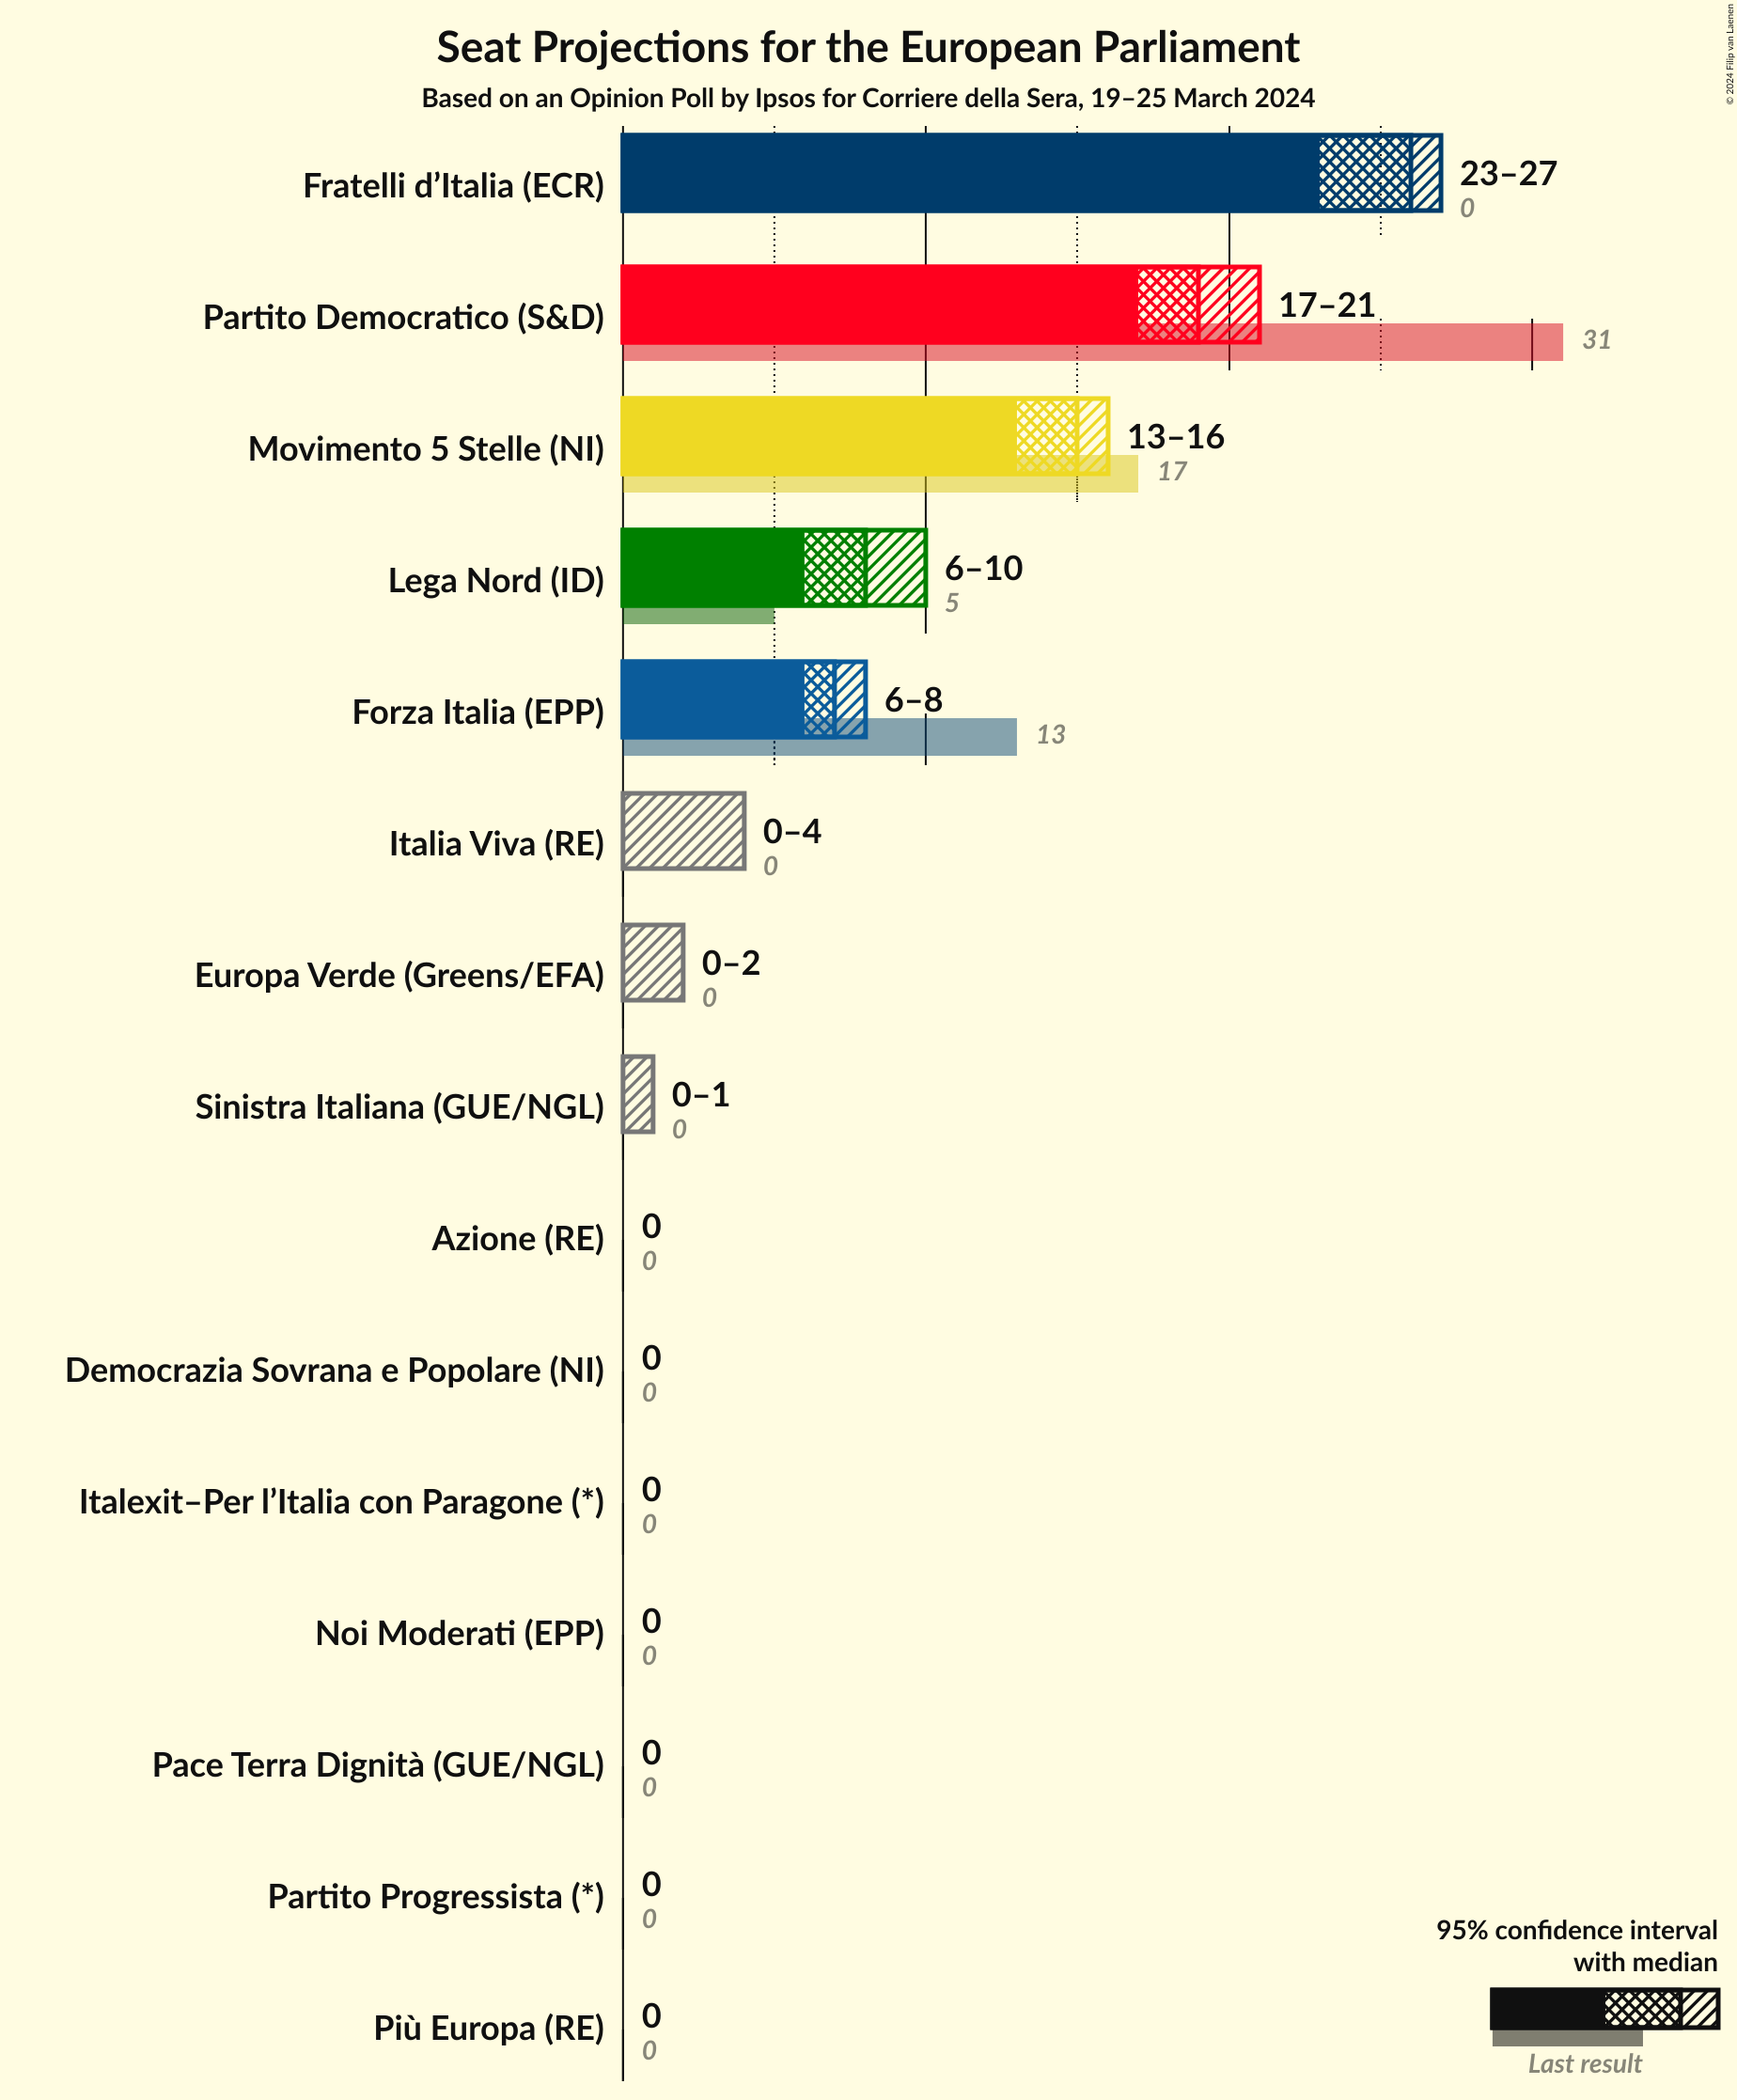 Seat Projections for the European Parliament
Based on an Opinion Poll by Ipsos for Corriere della Sera, 19–25 March 2024
© 2024 Filip van Laenen
Fratelli d’Italia (ECR)
23–27
0
Partito Democratico (S&D)
17–21
31
Movimento 5 Stelle (NI)
13–16
17
Lega Nord (ID)
6–10
5
Forza Italia (EPP)
6–8
13
Italia Viva (RE)
0–4
0
Europa Verde (Greens/EFA)
0–2
0
Sinistra Italiana (GUE/NGL)
0–1
0
Azione (RE)
0
0
Democrazia Sovrana e Popolare (NI)
0
0
Italexit–Per l’Italia con Paragone (*)
0
0
Noi Moderati (EPP)
0
0
Pace Terra Dignità (GUE/NGL)
0
0
Partito Progressista (*)
0
0
Più Europa (RE)
0
0
95% confidence interval
with median
Last result